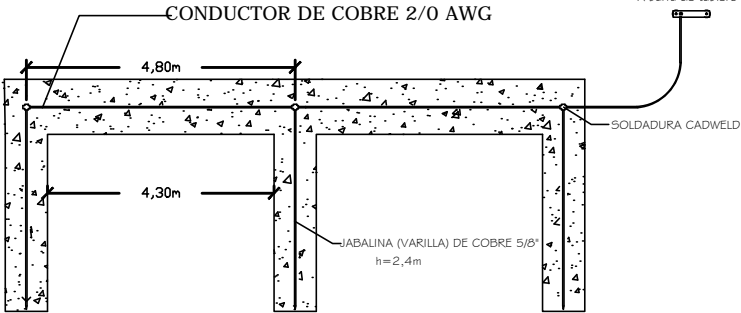 CONDUCTOR DE COBRE 2/0 AWG
4,80m
SOLDADURA CADWELD
4,30m
JABALINA (VARILLA) DE COBRE 5/8"
h=2,4m